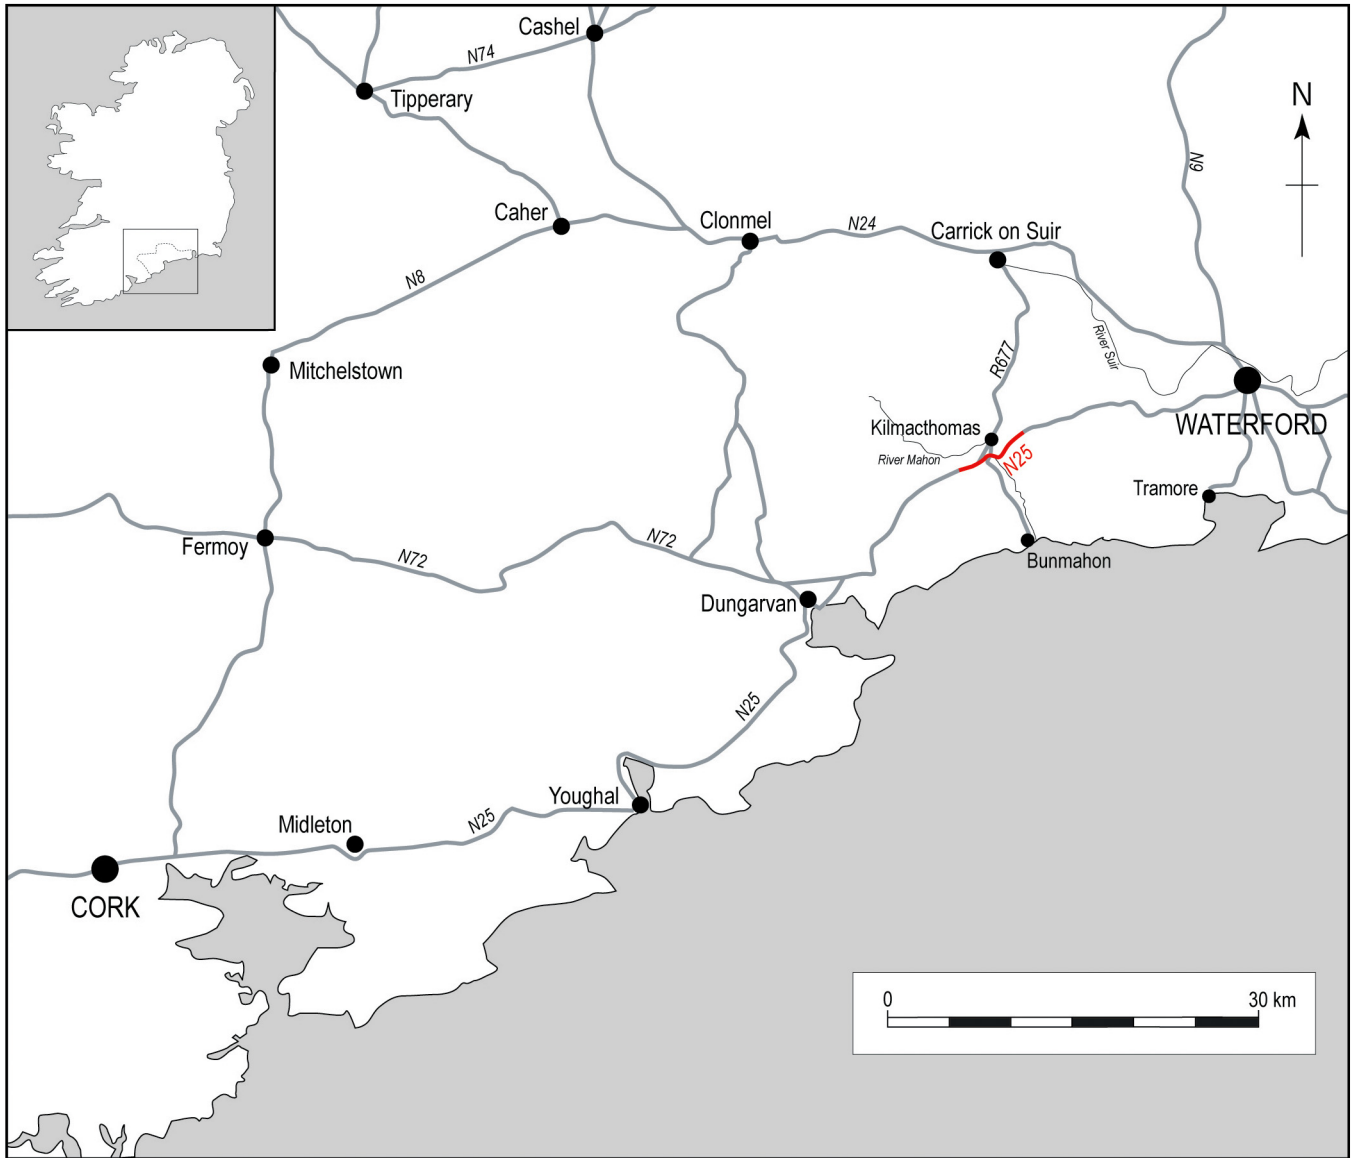 Cashel
N74
Tipperary
N
N9
Caher
Clonmel
N24
Carrick on Suir
N8
River Suir
R677
Mitchelstown
Kilmacthomas
WATERFORD
River Mahon
N25
Tramore
Fermoy
N72
N72
Bunmahon
Dungarvan
N25
Youghal
Midleton
N25
CORK
0 30 km